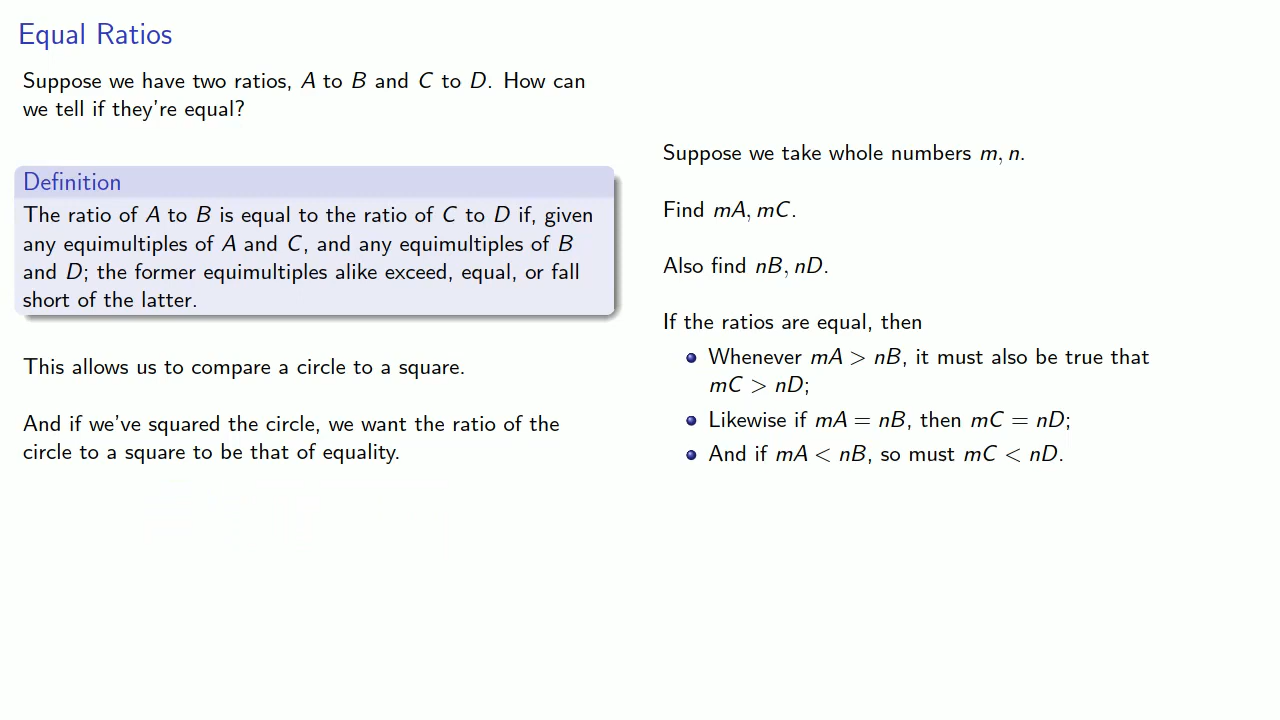 Equal Ratios
Suppose we have two ratios, A to B and C to D. How can
we tell if they're equal?
Definition
The ratio of A to B is equal to the ratio of C to D if, given
any equimultiples of A and C, and any equimultiples of B
and D; the former equimultiples alike exceed, equal, or fall
short of the latter.
This allows us to compare a circle to a square.
And if we've squared the circle, we want the ratio of the
circle to a square to be that of equality.
Suppose we take whole numbers m, n.
Find mA, mC.
Also find nB, nD.
If the ratios are equal, then
Whenever mA > nB, it must also be true that
mC > nD;
Likewise if mA = nB, then mC = nD;
And if mA < nB, so must mC < nD.